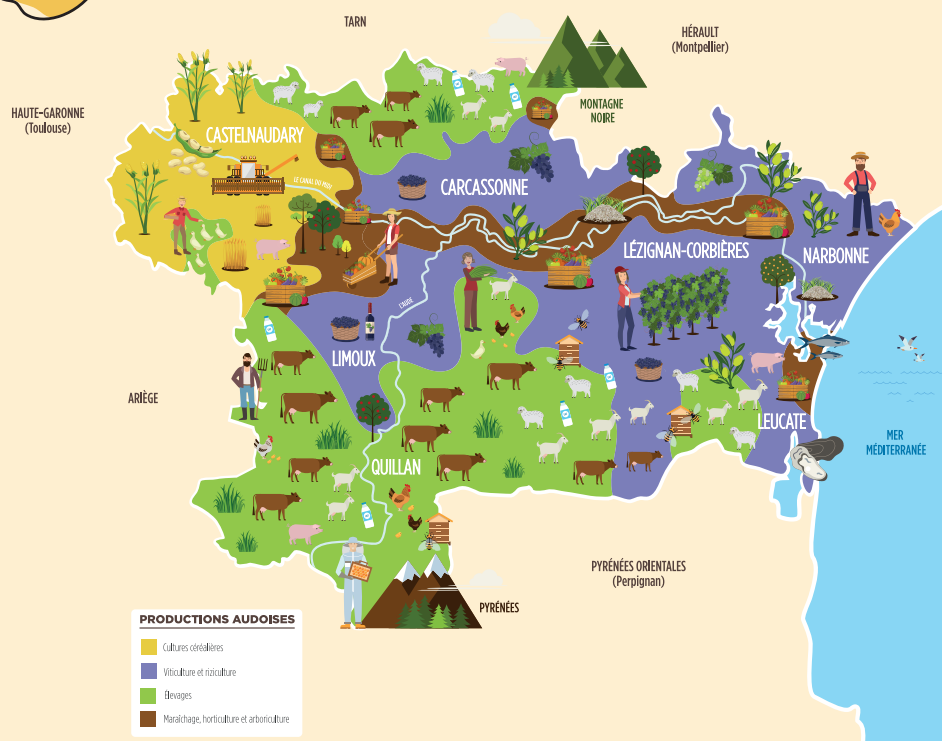 TARN
HÉRAULT
(Montpellier)
HAUTE-GARONNE
(Toulouse)
MONTAGNE
NOIRE
CASTELNAUDARY
LE CANAL DU MIDI
CARCASSONNE
LÉZIGNAN-CORBIÈRES
NARBONNE
L'AUDE
LIMOUX
ARIÈGE
LEUCATE
MER
MÉDITERRANÉE
QUILLAN
PYRÉNÉES ORIENTALES
(Perpignan)
PYRÉNÉES
PRODUCTIONS AUDOISES
Cultures céréalières
Viticulture et riziculture
Élevages
Maraîchage, horticulture et arboriculture